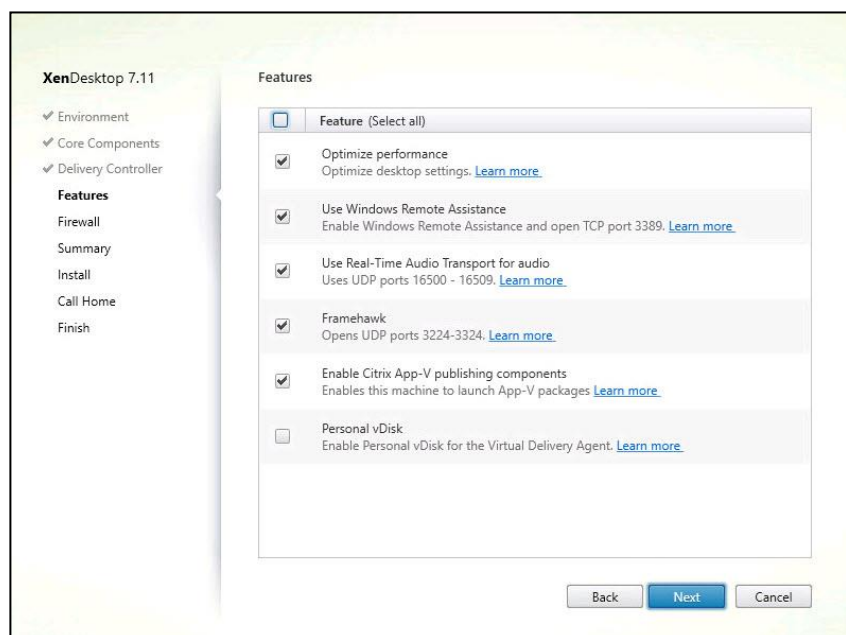 XenDesktop 7.11
Environment
Core Components
Delivery Controller
Features
Firewall
Summary
Install
Call Home
Finish
Features
Feature (Select all)
Optimize performance
Optimize desktop settings. Learn more
Use Windows Remote Assistance
Enable Windows Remote Assistance and open TCP port 3389. Learn more
Use Real-Time Audio Transport for audio
Uses UDP ports 16500 - 16509. Learn more
Framehawk
Opens UDP ports 3224-3324. Learn more
Enable Citrix App-V publishing components
Enables this machine to launch App-V packages Learn more
Personal vDisk
Enable Personal vDisk for the Virtual Delivery Agent. Learn more
Back Next Cancel